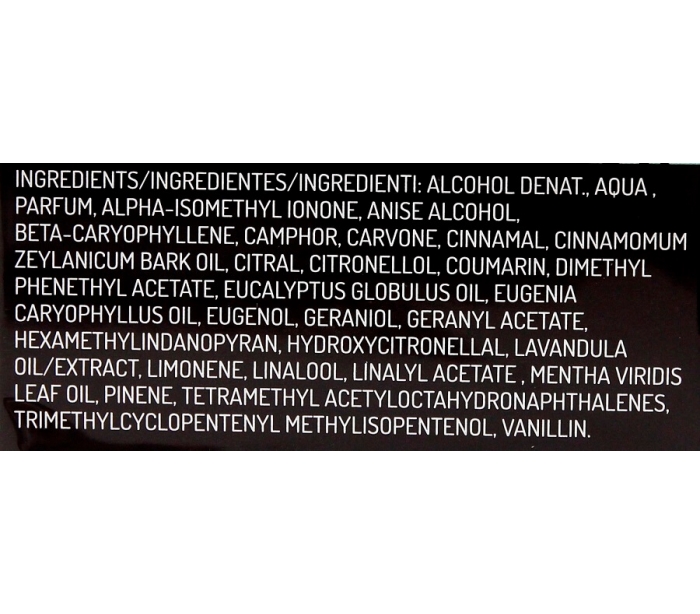 INGREDIENTS/INGREDIENTES/INGREDIENTI: ALCOHOL DENAT., AQUA ,
PARFUM, ALPHA-ISOMETHYL IONONE, ANISE ALCOHOL,
BETA-CARYOPHYLLENE, CAMPHOR, CARVONE, CINNAMAL, CINNAMOMUM
ZEYLANICUM BARK OIL, CITRAL, CITRONELLOL, COUMARIN, DIMETHYL
PHENETHYL ACETATE, EUCALYPTUS GLOBULUS OIL, EUGENIA
CARYOPHYLLUS OIL, EUGENOL, GERANIOL, GERANYL ACETATE,
HEXAMETHYLINDANOPYRAN, HYDROXYCITRONELLAL, LAVANDULA
OIL/EXTRACT, LIMONENE, LINALOOL, LINALYL ACETATE , MENTHA VIRIDIS
LEAF OIL, PINENE, TETRAMETHYL ACETYLOCTAHYDRONAPHTHALENES,
TRIMETHYLCYCLOPENTENYL METHYLISOPENTENOL, VANILLIN.